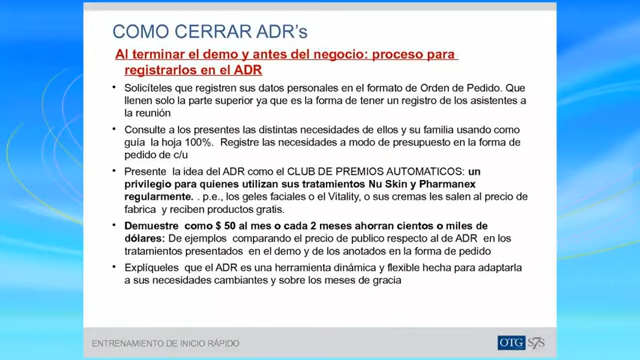 COMO CERRAR ADR's
Al terminar el demo y antes del negocio: proceso para
registrarlos en el ADR
• Solicíteles que registren sus datos personales en el formato de Orden de Pedido. Que
llenen solo la parte superior ya que es la forma de tener un registro de los asistentes a
la reunión
• Consulte a los presentes las distintas necesidades de ellos y su familia usando como
guía la hoja 100%. Registre las necesidades a modo de presupuesto en la forma de
pedido de c/u
• Presente la idea del ADR como el CLUB DE PREMIOS AUTOMATICOS: un
privilegio para quienes utilizan sus tratamientos Nu Skin y Pharmanex
regularmente. . p.e., los geles faciales o el Vitality, o sus cremas les salen al precio de
fabrica y reciben productos gratis.
• Demuestre como $ 50 al mes o cada 2 meses ahorran cientos o miles de
dólares: De ejemplos comparando el precio de publico respecto al de ADR en los
tratamientos presentados en el demo y de los anotados en la forma de pedido
• Explíqueles que el ADR es una herramienta dinámica y flexible hecha para adaptarla
a sus necesidades cambiantes y sobre los meses de gracia
ENTRENAMIENTO DE INICIO RÁPIDO
OTG S7S